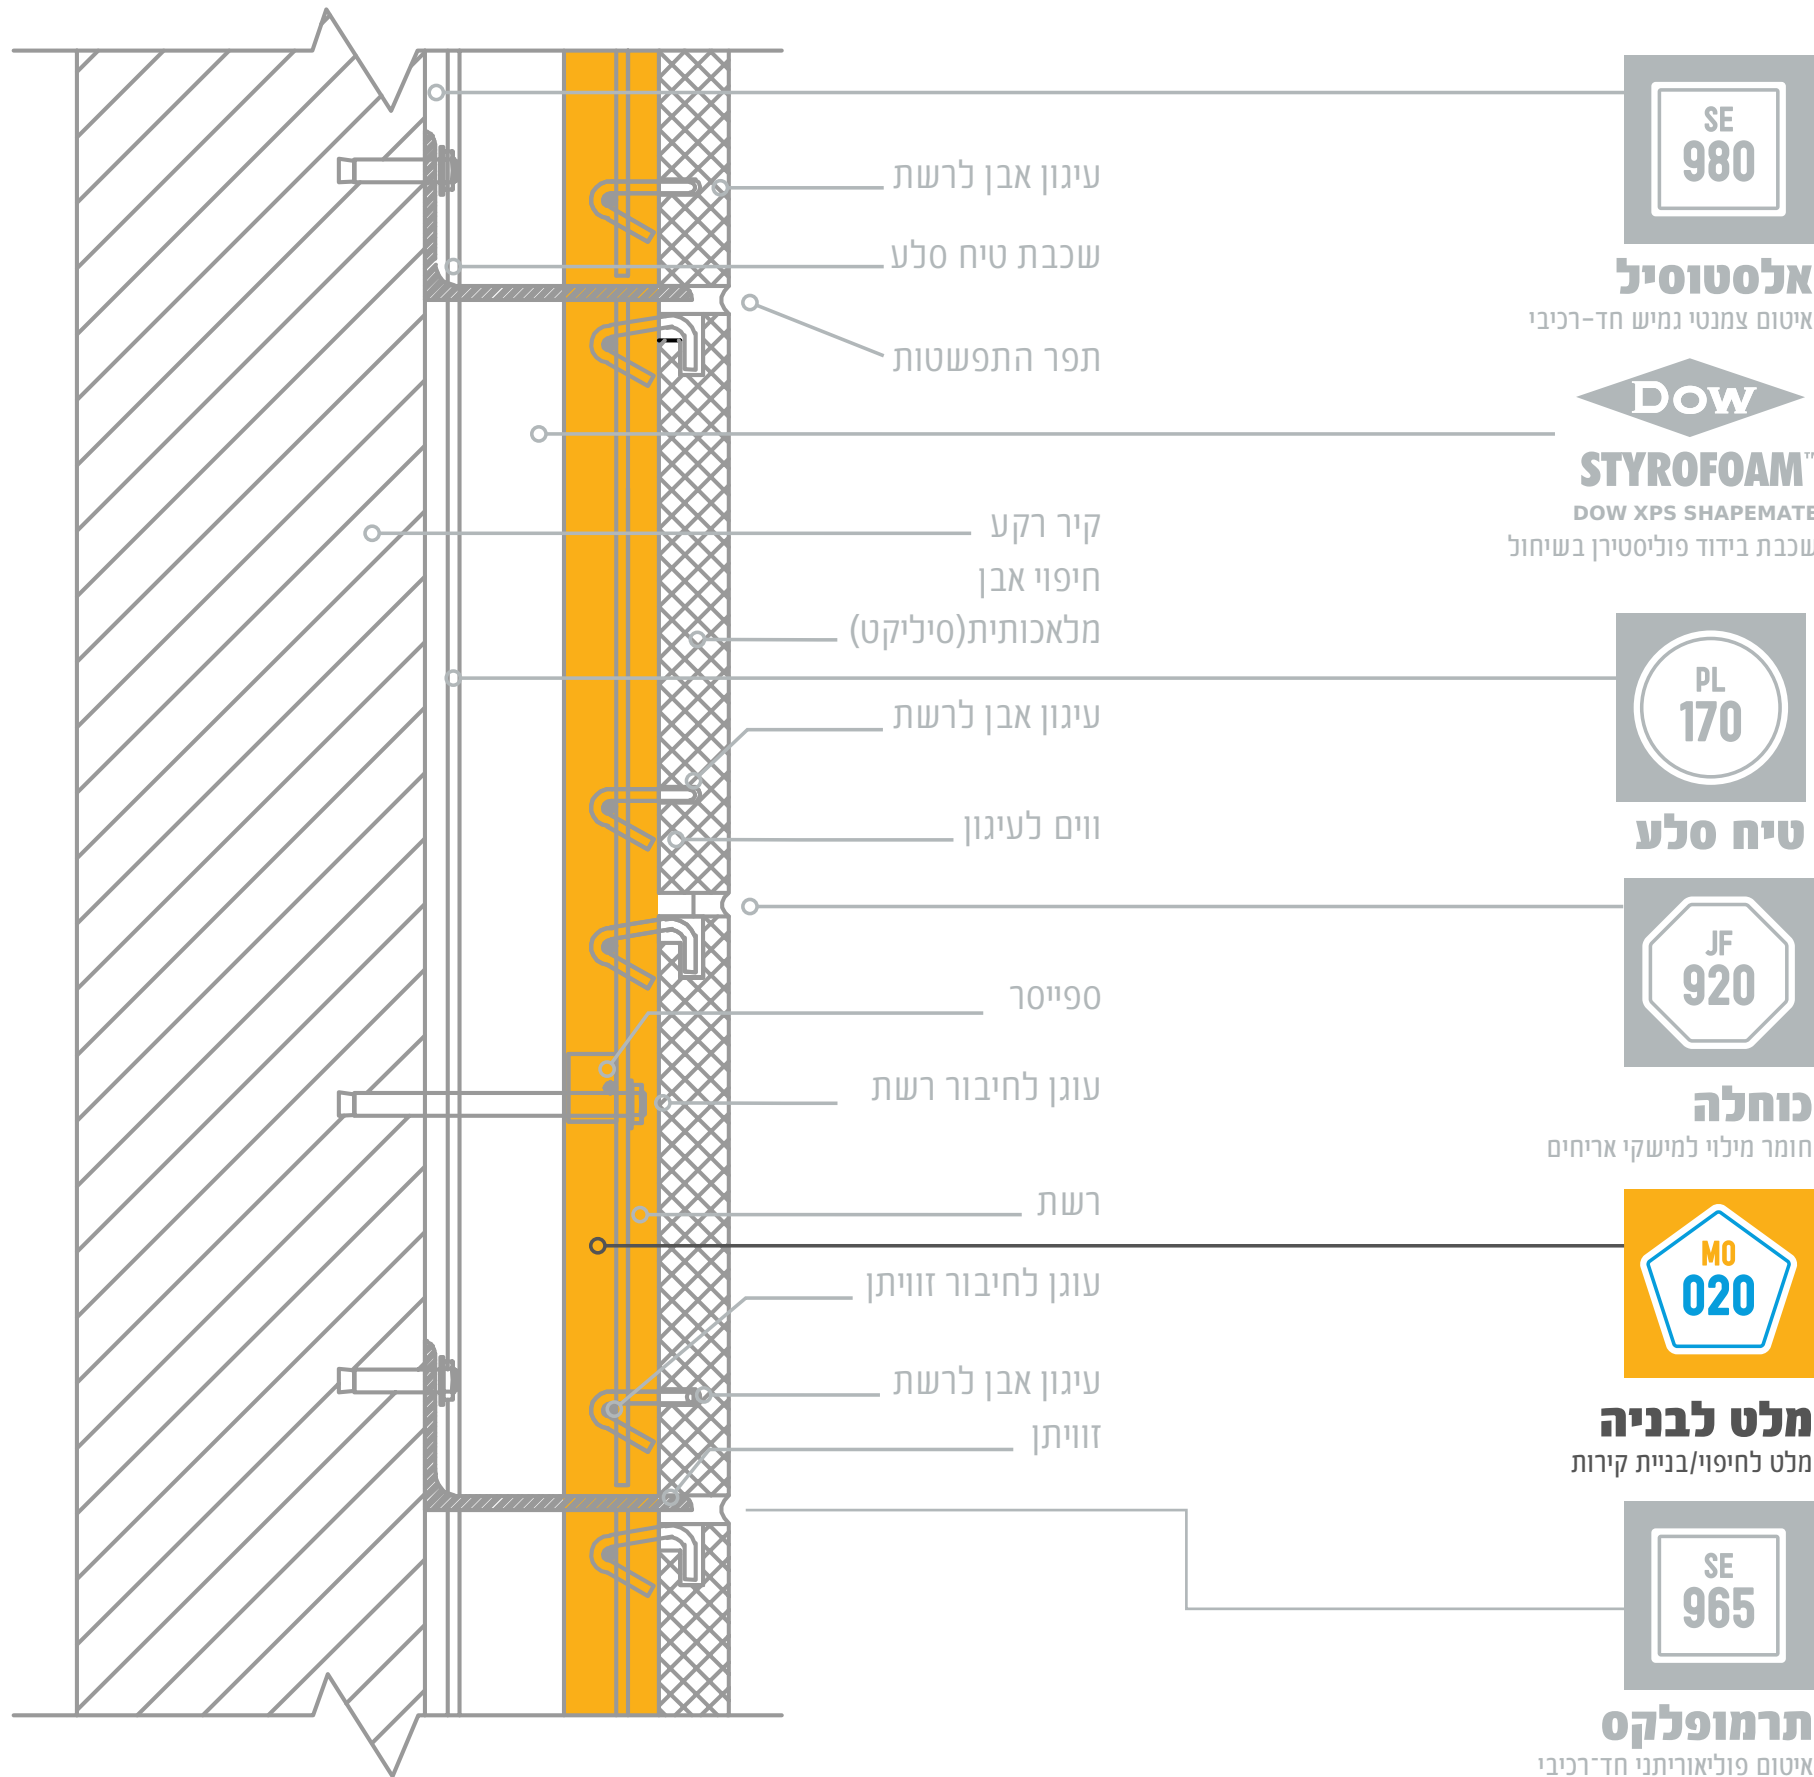 SE
980
אלסטוסיל
איטום צמנטי גמיש חד-רכיבי
עיגון אבן לרשת
שכבת טיח סלע
תפר התפשטות
Dow
STYROFOAM™
DOW XPS SHAPEMATE
שכבת בידוד פוליסטירן בשיחול
קיר רקע
חיפוי אבן
מלאכותית(סיליקט)
PL
170
טיח סלע
עיגון אבן לרשת
ווים לעיגון
JF
920
כוחלה
חומר מילוי למישקי אריחים
ספייסר
עוגן לחיבור רשת
רשת
MO
020
מלט לבניה
מלט לחיפוי/בניית קירות
עוגן לחיבור זוויתן
עיגון אבן לרשת
זוויתן
SE
965
תרמופלקס
איטום פוליאוריתני חד־רכיבי